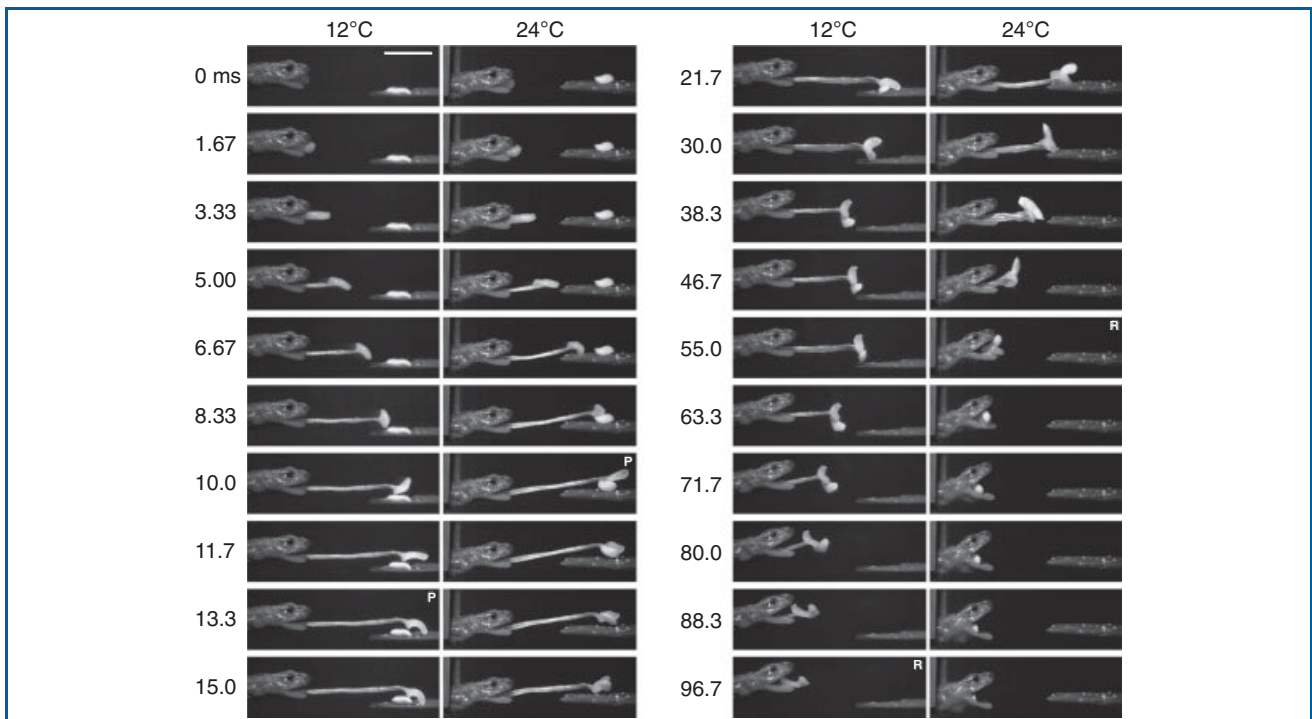 12°C 24°C 12°C 24°C
0 ms 21.7
1.67 30.0
3.33 38.3
5.00 46.7
6.67 55.0 R
8.33 63.3
10.0 P 71.7
11.7 80.0
13.3 P 88.3
15.0 96.7 R